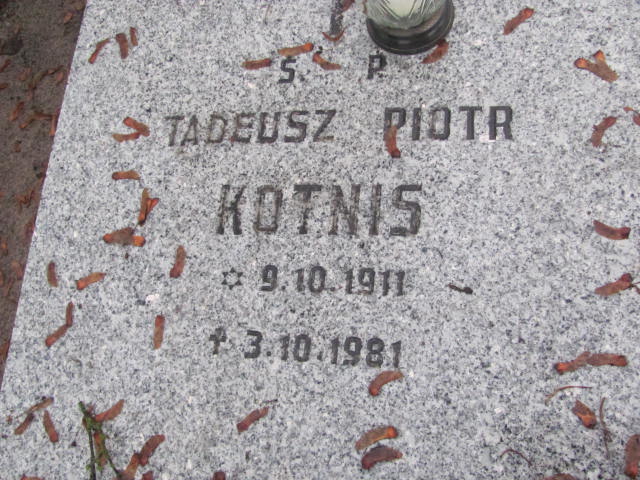 Ś. P.
TADEUSZ PIOTR
KOTNIS
✡ 9.10.1911
✝ 3.10.1981